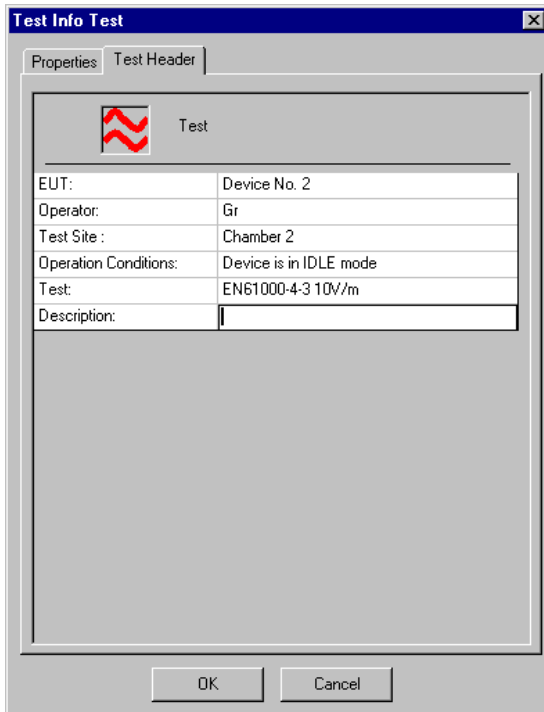 Test Info Test
Properties Test Header
Test
EUT: Device No. 2
Operator: Gr
Test Site : Chamber 2
Operation Conditions: Device is in IDLE mode
Test: EN61000-4-3 10V/m
Description:
OK Cancel